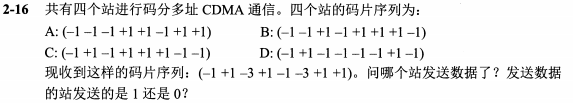 2-16 共有四个站进行码分多址 CDMA 通信。四个站的码片序列为：
A: (–1 –1 –1 +1 +1 –1 +1 +1) B: (–1 –1 +1 –1 +1 +1 +1 –1)
C: (–1 +1 –1 +1 +1 +1 –1 –1) D: (–1 +1 –1 –1 –1 –1 +1 –1)
现收到这样的码片序列：(–1 +1 –3 +1 –1 –3 +1 +1)。问哪个站发送数据了？发送数据
的站发送的是 1 还是 0？